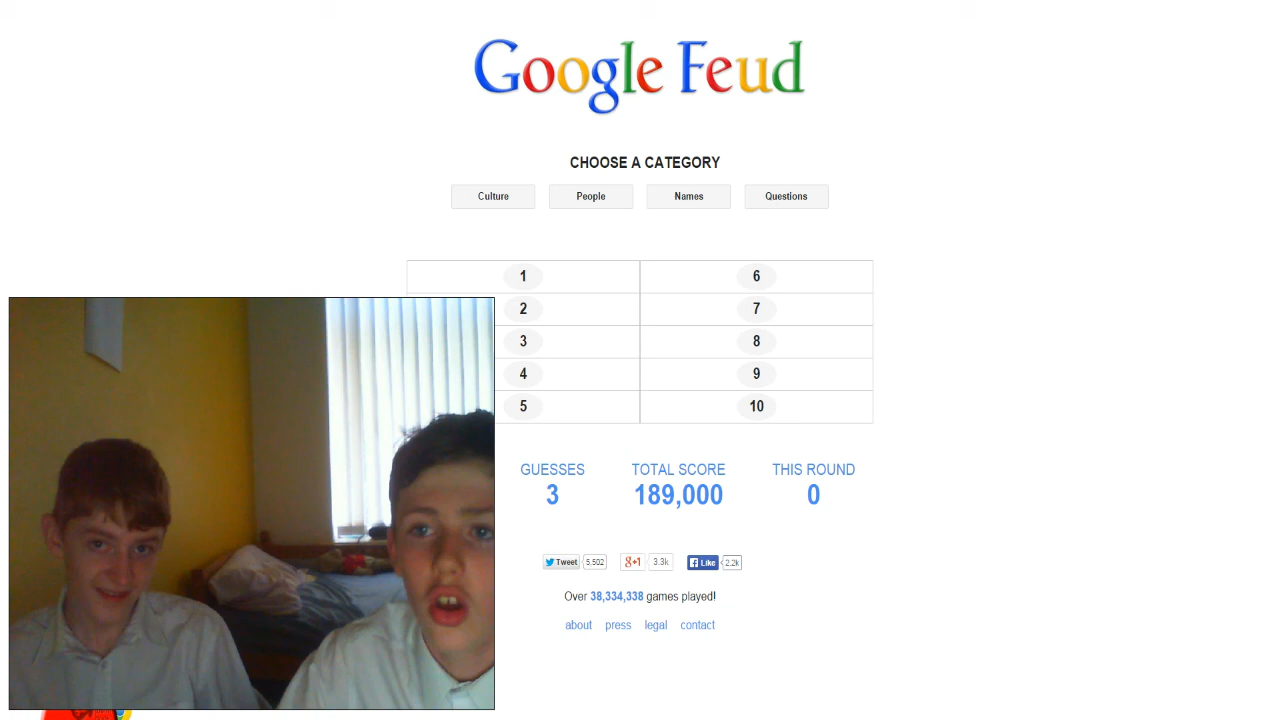 Google Feud
CHOOSE A CATEGORY
Culture People Names Questions
1 6
2 7
3 8
4 9
5 10
GUESSES TOTAL SCORE THIS ROUND
3 189,000 0
Tweet 5,502 g+1 3.3k Like 2.2k
Over 38,334,338 games played!
about press legal contact